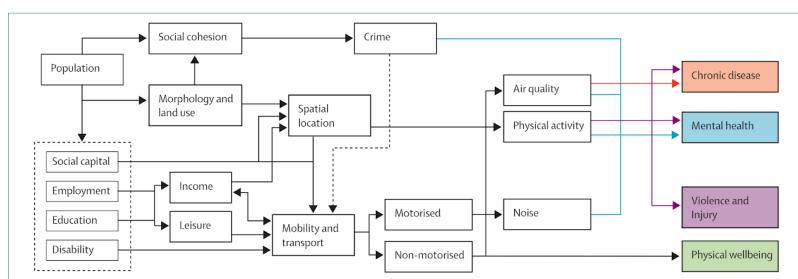 Social cohesion
Crime
Population
Chronic disease
Morphology and
land use
Air quality
Spatial
location
Physical activity
Mental health
Social capital
Employment
Income
Education
Leisure
Mobility and
transport
Motorised
Noise
Violence and
Injury
Disability
Non-motorised
Physical wellbeing